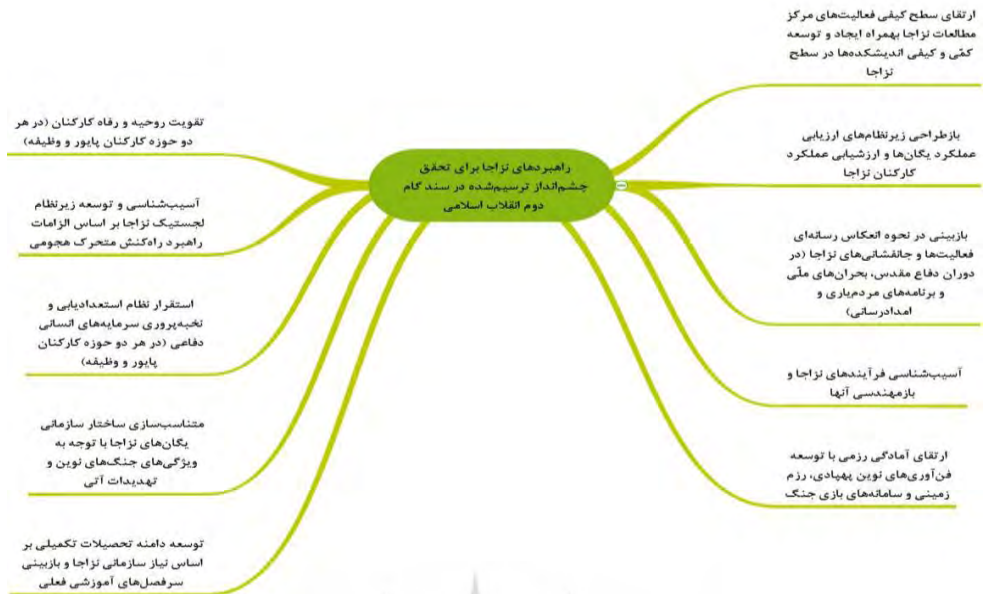 راهبردهای نزاجا برای تحقق
چشم‌انداز ترسیم‌شده در سند گام
دوم انقلاب اسلامی
ارتقای سطح کیفی فعالیت‌های مرکز
مطالعات نزاجا بهمراه ایجاد و توسعه
کمّی و کیفی اندیشکده‌ها در سطح
نزاجا
بازطراحی زیرنظام‌های ارزیابی
عملکرد یگان‌ها و ارزشیابی عملکرد
کارکنان نزاجا
بازبینی در نحوه انعکاس رسانه‌ای
فعالیت‌ها و جانفشانی‌های نزاجا (در
دوران دفاع مقدس، بحران‌های ملّی
و برنامه‌های مردم‌یاری و
امدادرسانی)
آسیب‌شناسی فرآیندهای نزاجا و
بازمهندسی آنها
ارتقای آمادگی رزمی با توسعه
فن‌آوری‌های نوین پهپادی، رزم
زمینی و سامانه‌های بازی جنگ
تقویت روحیه و رفاه کارکنان (در هر
دو حوزه کارکنان پایور و وظیفه)
آسیب‌شناسی و توسعه زیرنظام
لجستیک نزاجا بر اساس الزامات
راهبرد راه‌کنش متحرک هجومی
استقرار نظام استعدادیابی و
نخبه‌پروری سرمایه‌های انسانی
دفاعی (در هر دو حوزه کارکنان
پایور و وظیفه)
متناسب‌سازی ساختار سازمانی
یگان‌های نزاجا با توجه به
ویژگی‌های جنگ‌های نوین و
تهدیدات آتی
توسعه دامنه تحصیلات تکمیلی بر
اساس نیاز سازمانی نزاجا و بازبینی
سرفصل‌های آموزشی فعلی